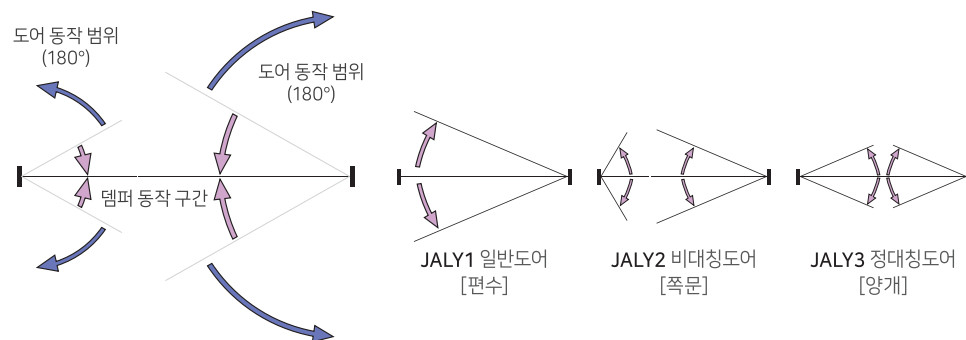 도어 동작 범위
(180°)
도어 동작 범위
(180°)
뎀퍼 동작 구간
JALY1 일반도어
[편수]
JALY2 비대칭도어
[쪽문]
JALY3 정대칭도어
[양개]